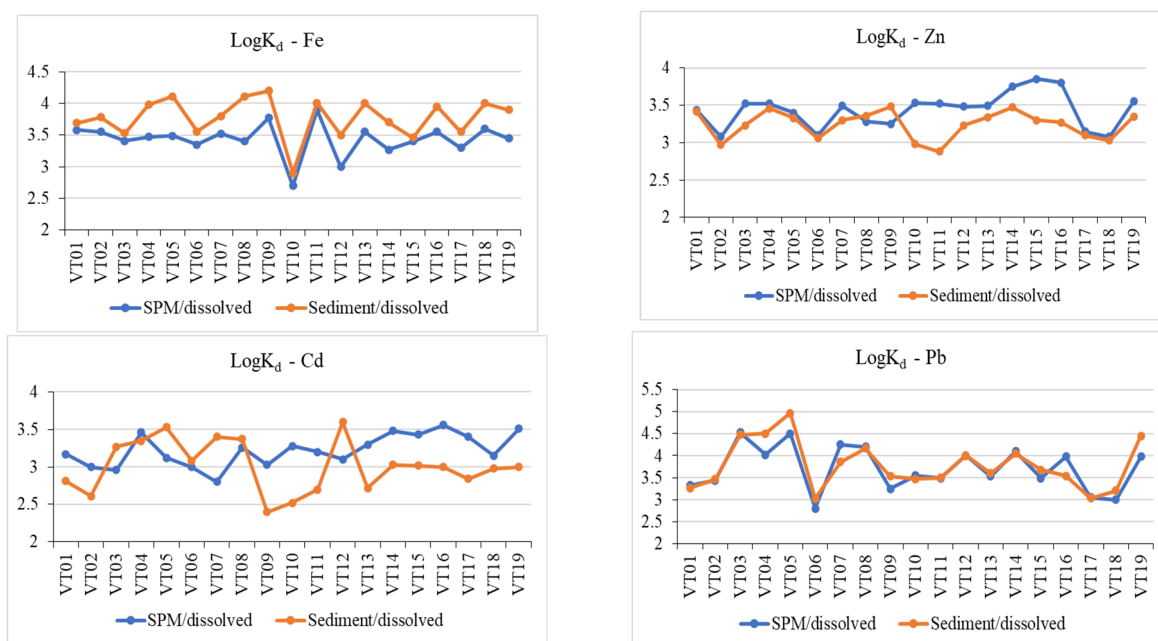 LogKd - Fe
4.5
4
3.5
3
2.5
2
VT01 VT02 VT03 VT04 VT05 VT06 VT07 VT08 VT09 VT10 VT11 VT12 VT13 VT14 VT15 VT16 VT17 VT18 VT19
SPM/dissolved Sediment/dissolved
LogKd - Zn
4
3.5
3
2.5
2
VT01 VT02 VT03 VT04 VT05 VT06 VT07 VT08 VT09 VT10 VT11 VT12 VT13 VT14 VT15 VT16 VT17 VT18 VT19
SPM/dissolved Sediment/dissolved
LogKd - Cd
4
3.5
3
2.5
2
VT01 VT02 VT03 VT04 VT05 VT06 VT07 VT08 VT09 VT10 VT11 VT12 VT13 VT14 VT15 VT16 VT17 VT18 VT19
SPM/dissolved Sediment/dissolved
LogKd - Pb
5.5
5
4.5
4
3.5
3
2.5
2
VT01 VT02 VT03 VT04 VT05 VT06 VT07 VT08 VT09 VT10 VT11 VT12 VT13 VT14 VT15 VT16 VT17 VT18 VT19
SPM/dissolved Sediment/dissolved